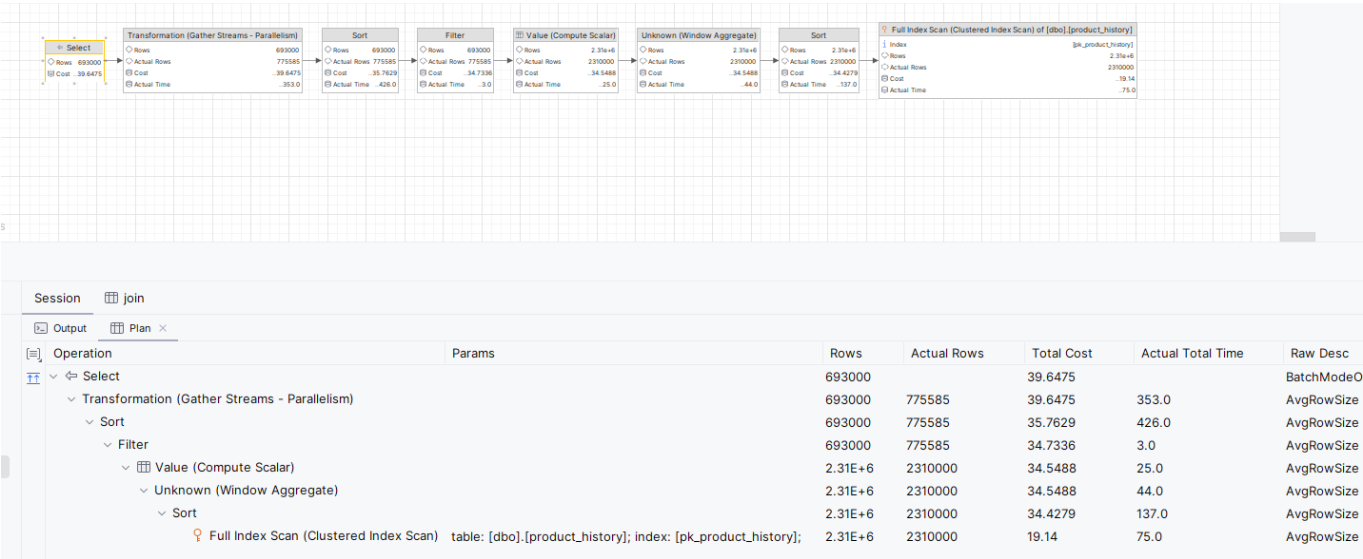 Select
Rows 693000
Cost ..39.6475
Transformation (Gather Streams - Parallelism)
Rows 693000
Actual Rows 775585
Cost ..39.6475
Actual Time ..353.0
Sort
Rows 693000
Actual Rows 775585
Cost ..35.7629
Actual Time ..426.0
Filter
Rows 693000
Actual Rows 775585
Cost ..34.7336
Actual Time ..3.0
Value (Compute Scalar)
Rows 2.31e+6
Actual Rows 2310000
Cost ..34.5488
Actual Time ..25.0
Unknown (Window Aggregate)
Rows 2.31e+6
Actual Rows 2310000
Cost ..34.5488
Actual Time ..44.0
Sort
Rows 2.31e+6
Actual Rows 2310000
Cost ..34.4279
Actual Time ..137.0
Full Index Scan (Clustered Index Scan) of [dbo].[product_history]
Index [pk_product_history]
Rows 2.31e+6
Actual Rows 2310000
Cost ..19.14
Actual Time ..75.0
s
Session join
Output Plan
Operation Params Rows Actual Rows Total Cost Actual Total Time Raw Desc
Select 693000 39.6475 BatchModeO
Transformation (Gather Streams - Parallelism) 693000 775585 39.6475 353.0 AvgRowSize
Sort 693000 775585 35.7629 426.0 AvgRowSize
Filter 693000 775585 34.7336 3.0 AvgRowSize
Value (Compute Scalar) 2.31E+6 2310000 34.5488 25.0 AvgRowSize
Unknown (Window Aggregate) 2.31E+6 2310000 34.5488 44.0 AvgRowSize
Sort 2.31E+6 2310000 34.4279 137.0 AvgRowSize
Full Index Scan (Clustered Index Scan) table: [dbo].[product_history]; index: [pk_product_history]; 2.31E+6 2310000 19.14 75.0 AvgRowSize